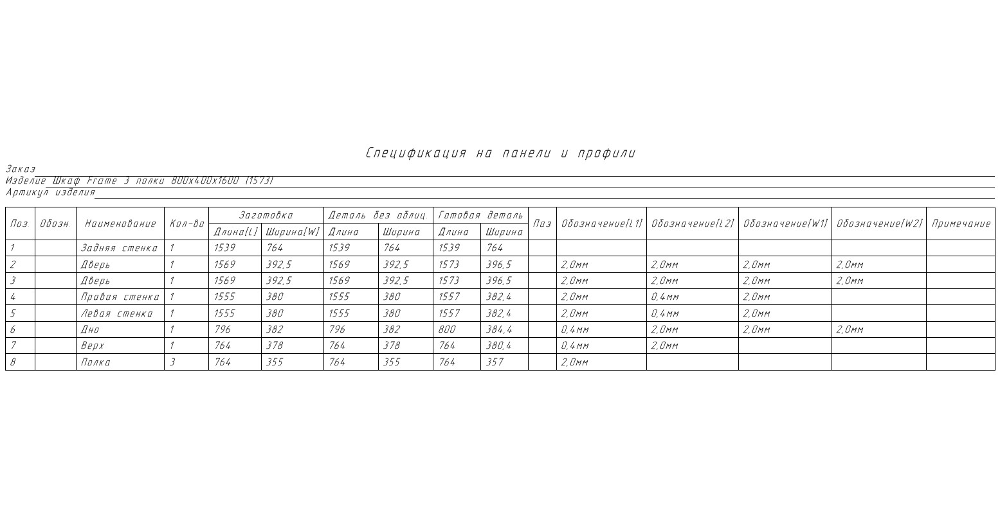 Спецификация на панели и профили
Заказ
Изделие Шкаф Frame 3 полки 800x400x1600 (1573)
Артикул изделия
Поз. Обозн. Наименование Кол-во Заготовка Деталь без облиц. Готовая деталь Паз Обозначение[L1] Обозначение[L2] Обозначение[W1] Обозначение[W2] Примечание
Длина[L] Ширина[W] Длина Ширина Длина Ширина
1 Задняя стенка 1 1539 764 1539 764 1539 764
2 Дверь 1 1569 392,5 1569 392,5 1573 396,5 2,0мм 2,0мм 2,0мм 2,0мм
3 Дверь 1 1569 392,5 1569 392,5 1573 396,5 2,0мм 2,0мм 2,0мм 2,0мм
4 Правая стенка 1 1555 380 1555 380 1557 382,4 2,0мм 0,4мм 2,0мм
5 Левая стенка 1 1555 380 1555 380 1557 382,4 2,0мм 0,4мм 2,0мм
6 Дно 1 796 382 796 382 800 384,4 0,4мм 2,0мм 2,0мм 2,0мм
7 Верх 1 764 378 764 378 764 380,4 0,4мм 2,0мм
8 Полка 3 764 355 764 355 764 357 2,0мм